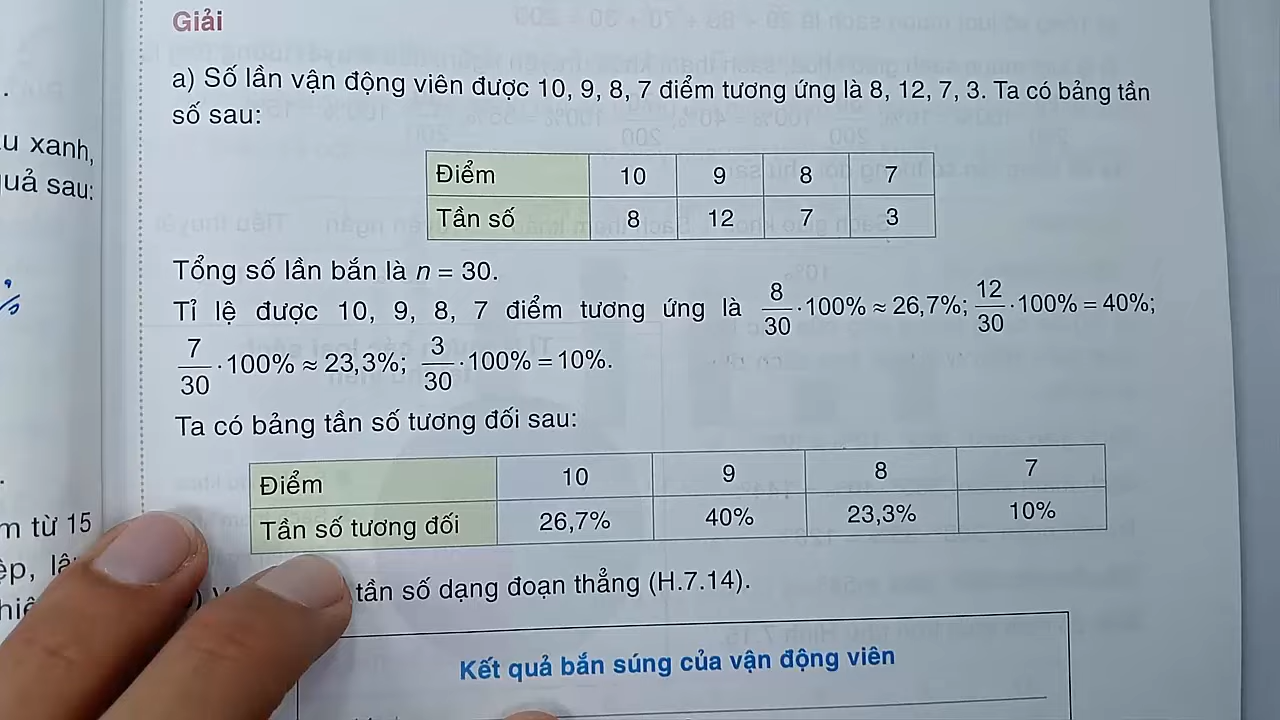 Giải
a) Số lần vận động viên được 10, 9, 8, 7 điểm tương ứng là 8, 12, 7, 3. Ta có bảng tần
số sau:
u xanh,
uả sau:
Điểm 10 9 8 7
Tần số 8 12 7 3
Tổng số lần bắn là n = 30.
Tỉ lệ được 10, 9, 8, 7 điểm tương ứng là 8/30 · 100% ≈ 26,7%; 12/30 · 100% = 40%;
7/30 · 100% ≈ 23,3%; 3/30 · 100% = 10%.
Ta có bảng tần số tương đối sau:
Điểm 10 9 8 7
Tần số tương đối 26,7% 40% 23,3% 10%
m từ 15
tần số dạng đoạn thẳng (H.7.14).
Kết quả bắn súng của vận động viên